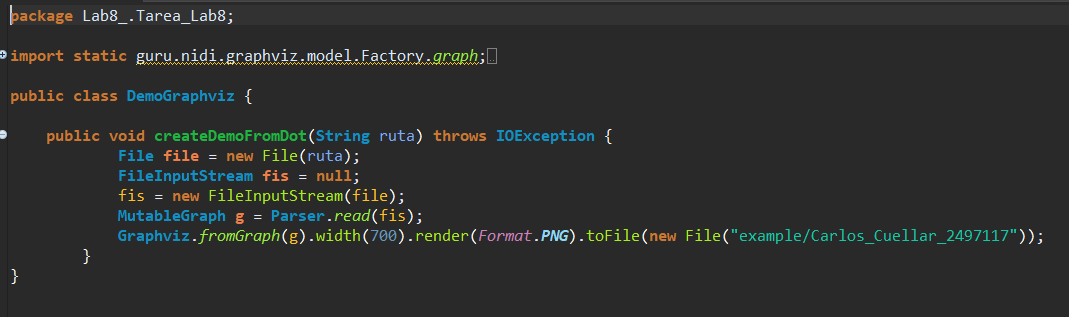 package Lab8_.Tarea_Lab8;
import static guru.nidi.graphviz.model.Factory.graph;
public class DemoGraphviz {
public void createDemoFromDot(String ruta) throws IOException {
File file = new File(ruta);
FileInputStream fis = null;
fis = new FileInputStream(file);
MutableGraph g = Parser.read(fis);
Graphviz.fromGraph(g).width(700).render(Format.PNG).toFile(new File("example/Carlos_Cuellar_2497117"));
}
}